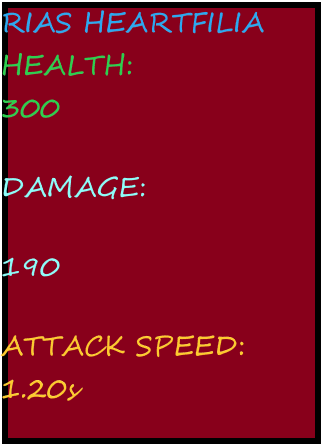 RIAS HEARTFILIA
HEALTH:
300
DAMAGE:
190
ATTACK SPEED:
1.20s